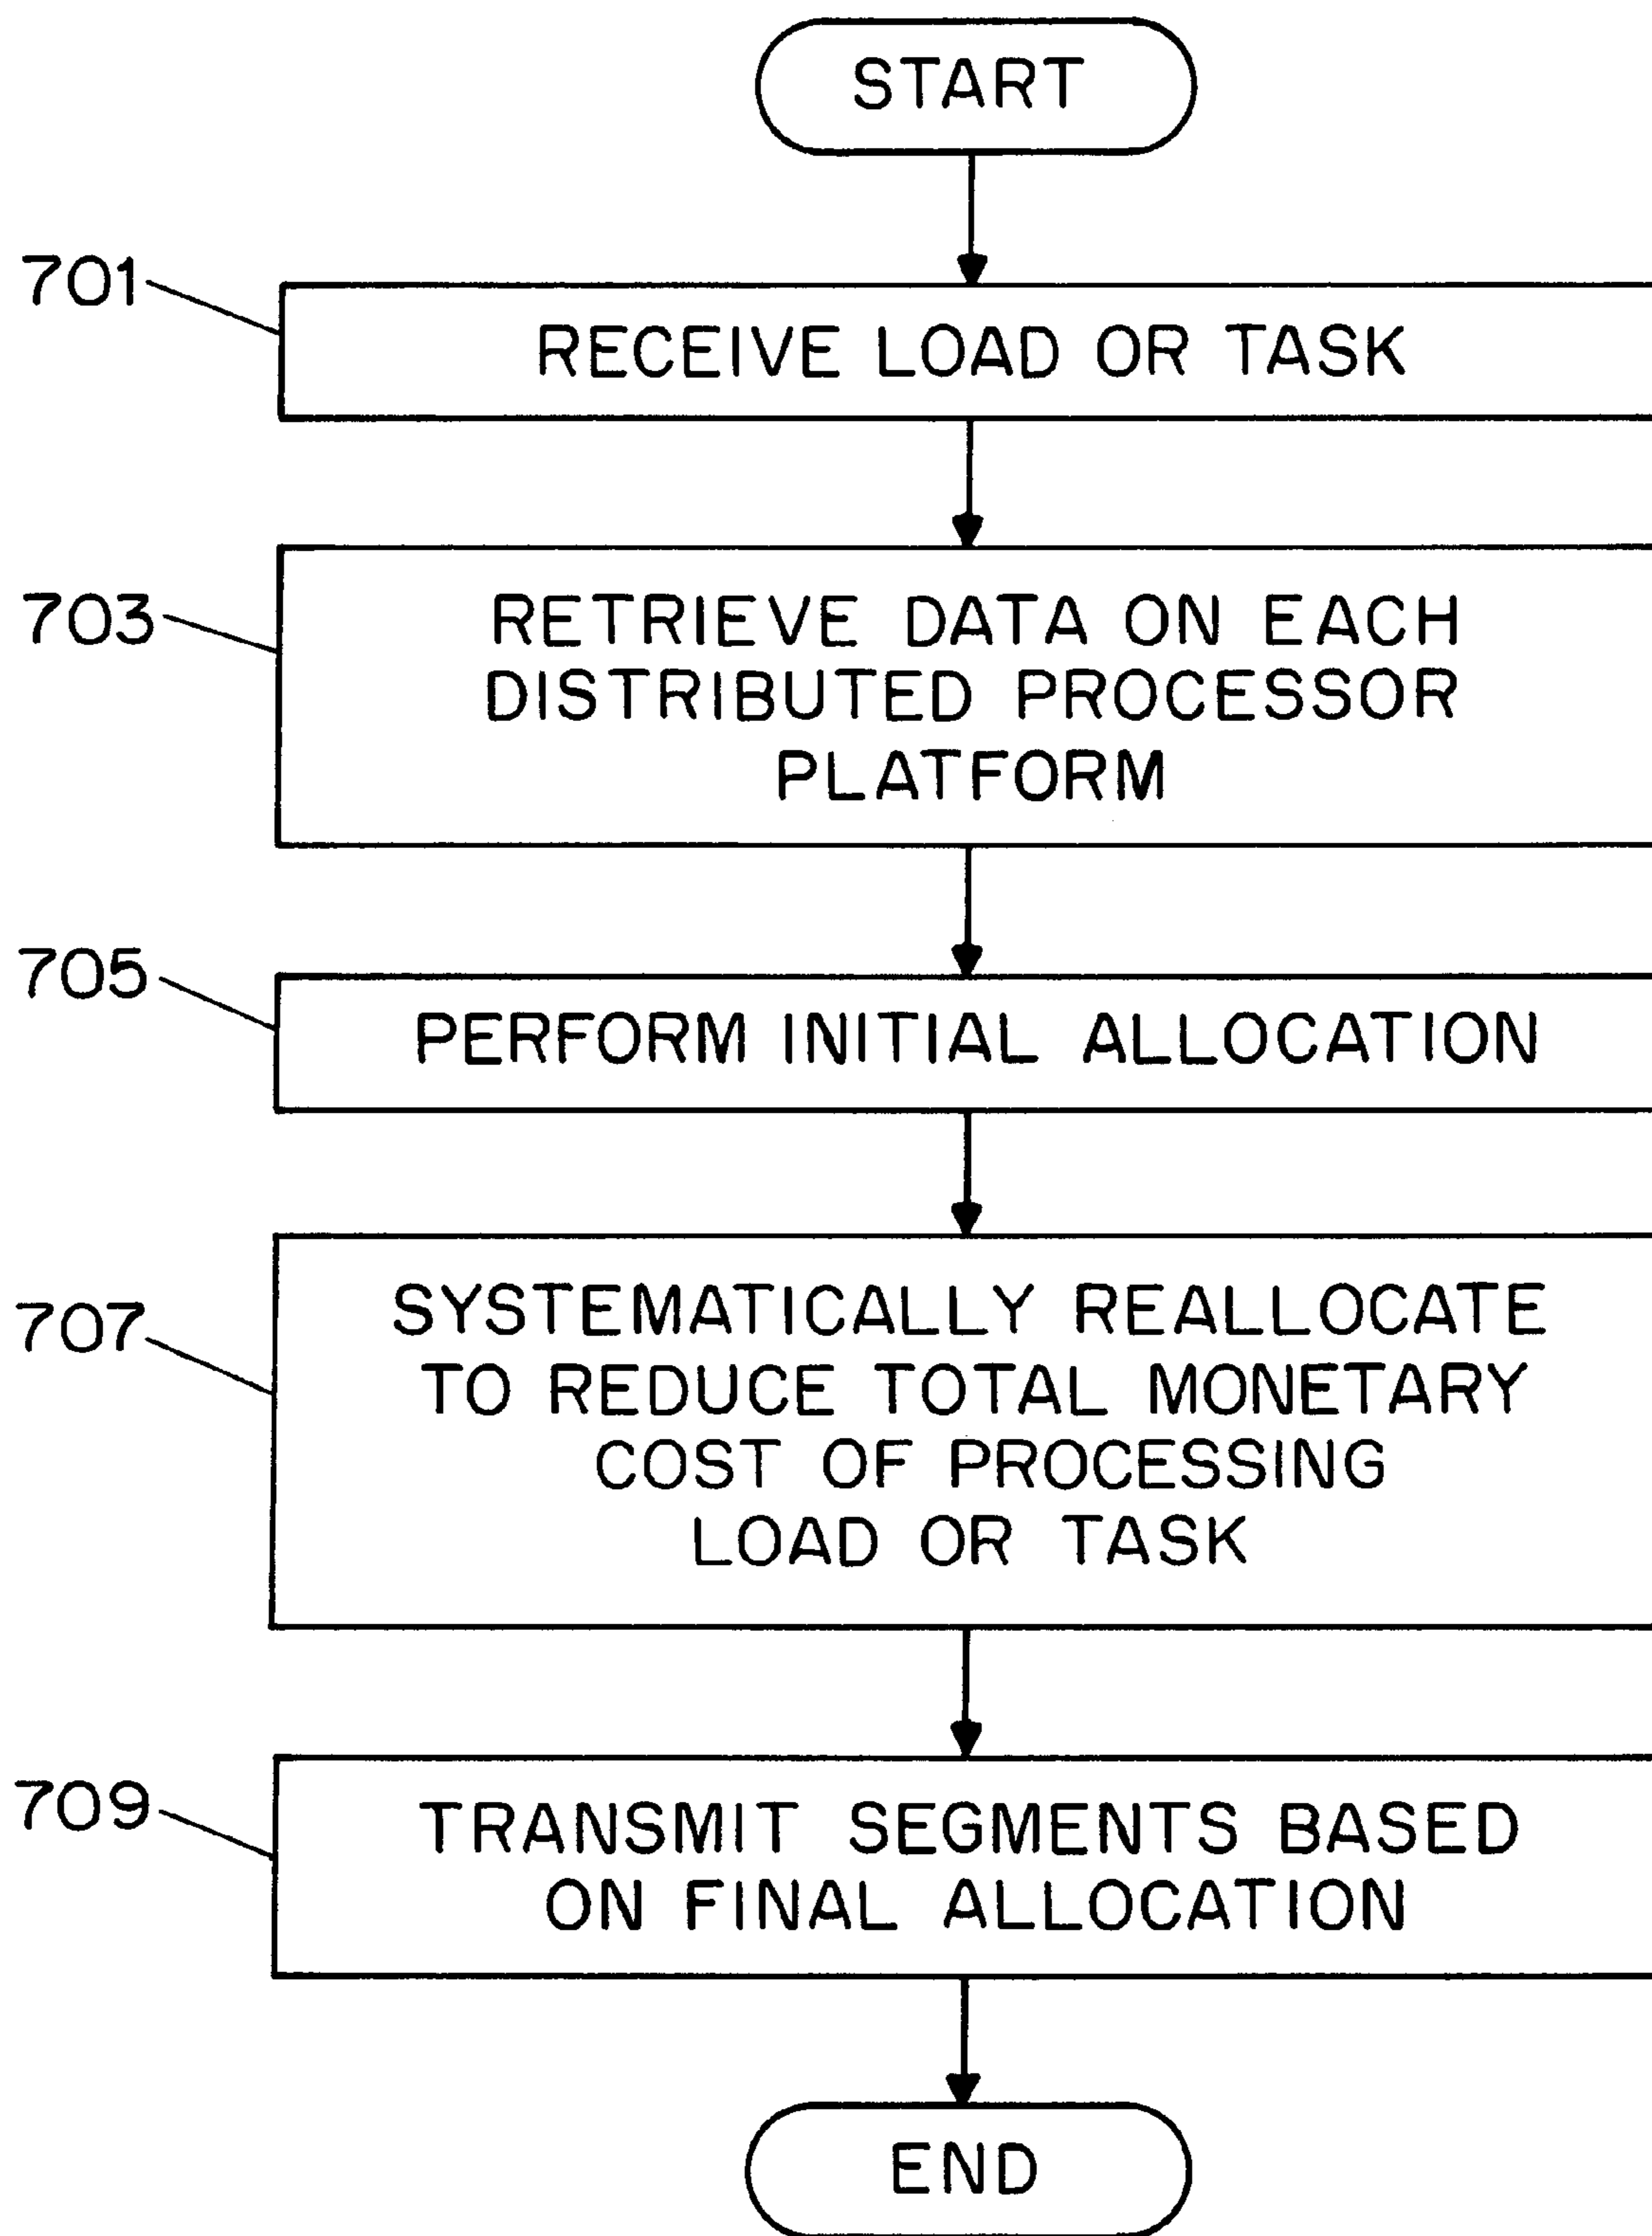 START
701
RECEIVE LOAD OR TASK
703
RETRIEVE DATA ON EACH
DISTRIBUTED PROCESSOR
PLATFORM
705
PERFORM INITIAL ALLOCATION
707
SYSTEMATICALLY REALLOCATE
TO REDUCE TOTAL MONETARY
COST OF PROCESSING
LOAD OR TASK
709
TRANSMIT SEGMENTS BASED
ON FINAL ALLOCATION
END